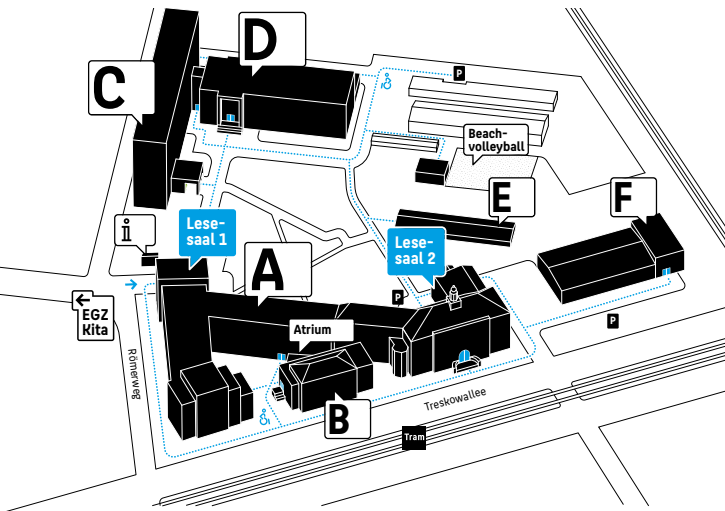 D
C
P
Beach-
volleyball
E
F
i
Lese-
saal 1
Lese-
saal 2
A
←
EGZ
Kita
P
P
Atrium
Römerweg
B
Treskowallee
Tram